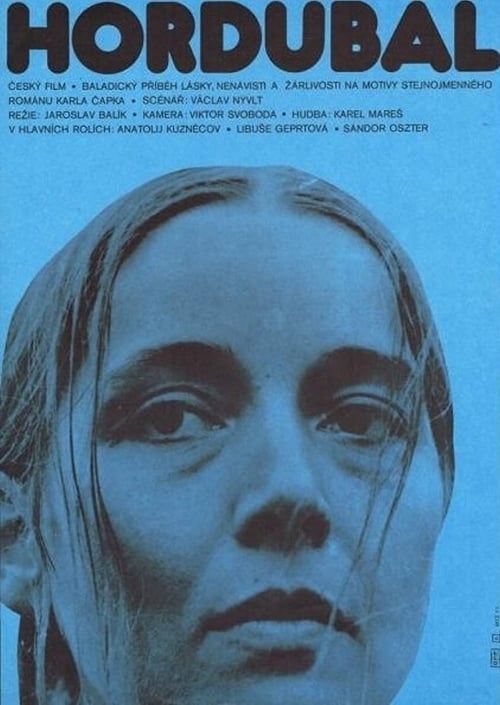 HORDUBAL
ČESKÝ FILM • BALADICKÝ PŘÍBĚH LÁSKY, NENÁVISTI A ŽÁRLIVOSTI NA MOTIVY STEJNOJMENNÉHO
ROMÁNU KARLA ČAPKA • SCÉNÁŘ: VÁCLAV NÝVLT
REŽIE: JAROSLAV BALÍK • KAMERA: VIKTOR SVOBODA • HUDBA: KAREL MAREŠ
V HLAVNÍCH ROLÍCH: ANATOLIJ KUZNĚCOV • LIBUŠE GEPRTOVÁ • SÁNDOR OSZTER